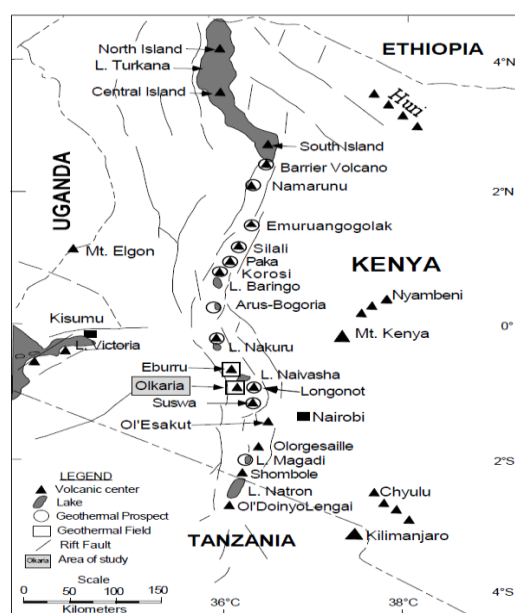 ETHIOPIA
4°N
North Island
L. Turkana
Central Island
Huri
South Island
Barrier Volcano
Namarunu
2°N
UGANDA
Emuruangogolak
Mt. Elgon
Silali
Paka
Korosi
KENYA
L. Baringo
Nyambeni
Arus-Bogoria
Kisumu
0°
Mt. Kenya
L. Victoria
L. Nakuru
Eburru
L. Naivasha
Olkaria
Longonot
Suswa
Nairobi
Ol'Esakut
Olorgesaille
L. Magadi
2°S
Shombole
L. Natron
Chyulu
Ol'DoinyoLengai
Kilimanjaro
TANZANIA
LEGEND
Volcanic center
Lake
Geothermal Prospect
Geothermal Field
Rift Fault
Olkaria
Area of study
Scale
0 50 100 150
Kilometers
36°C
38°C
4°S